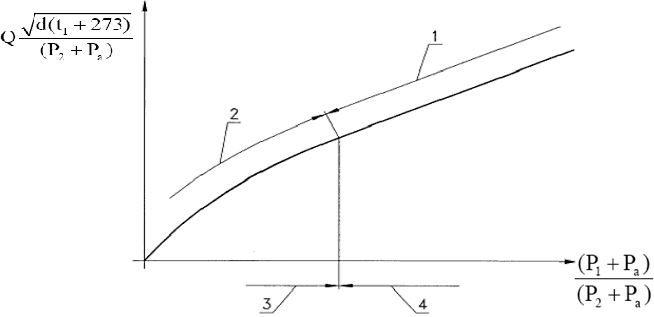 Q √d(t₁ + 273) / (P₂ + Pₐ)
1
2
3
4
(P₁ + Pₐ) / (P₂ + Pₐ)